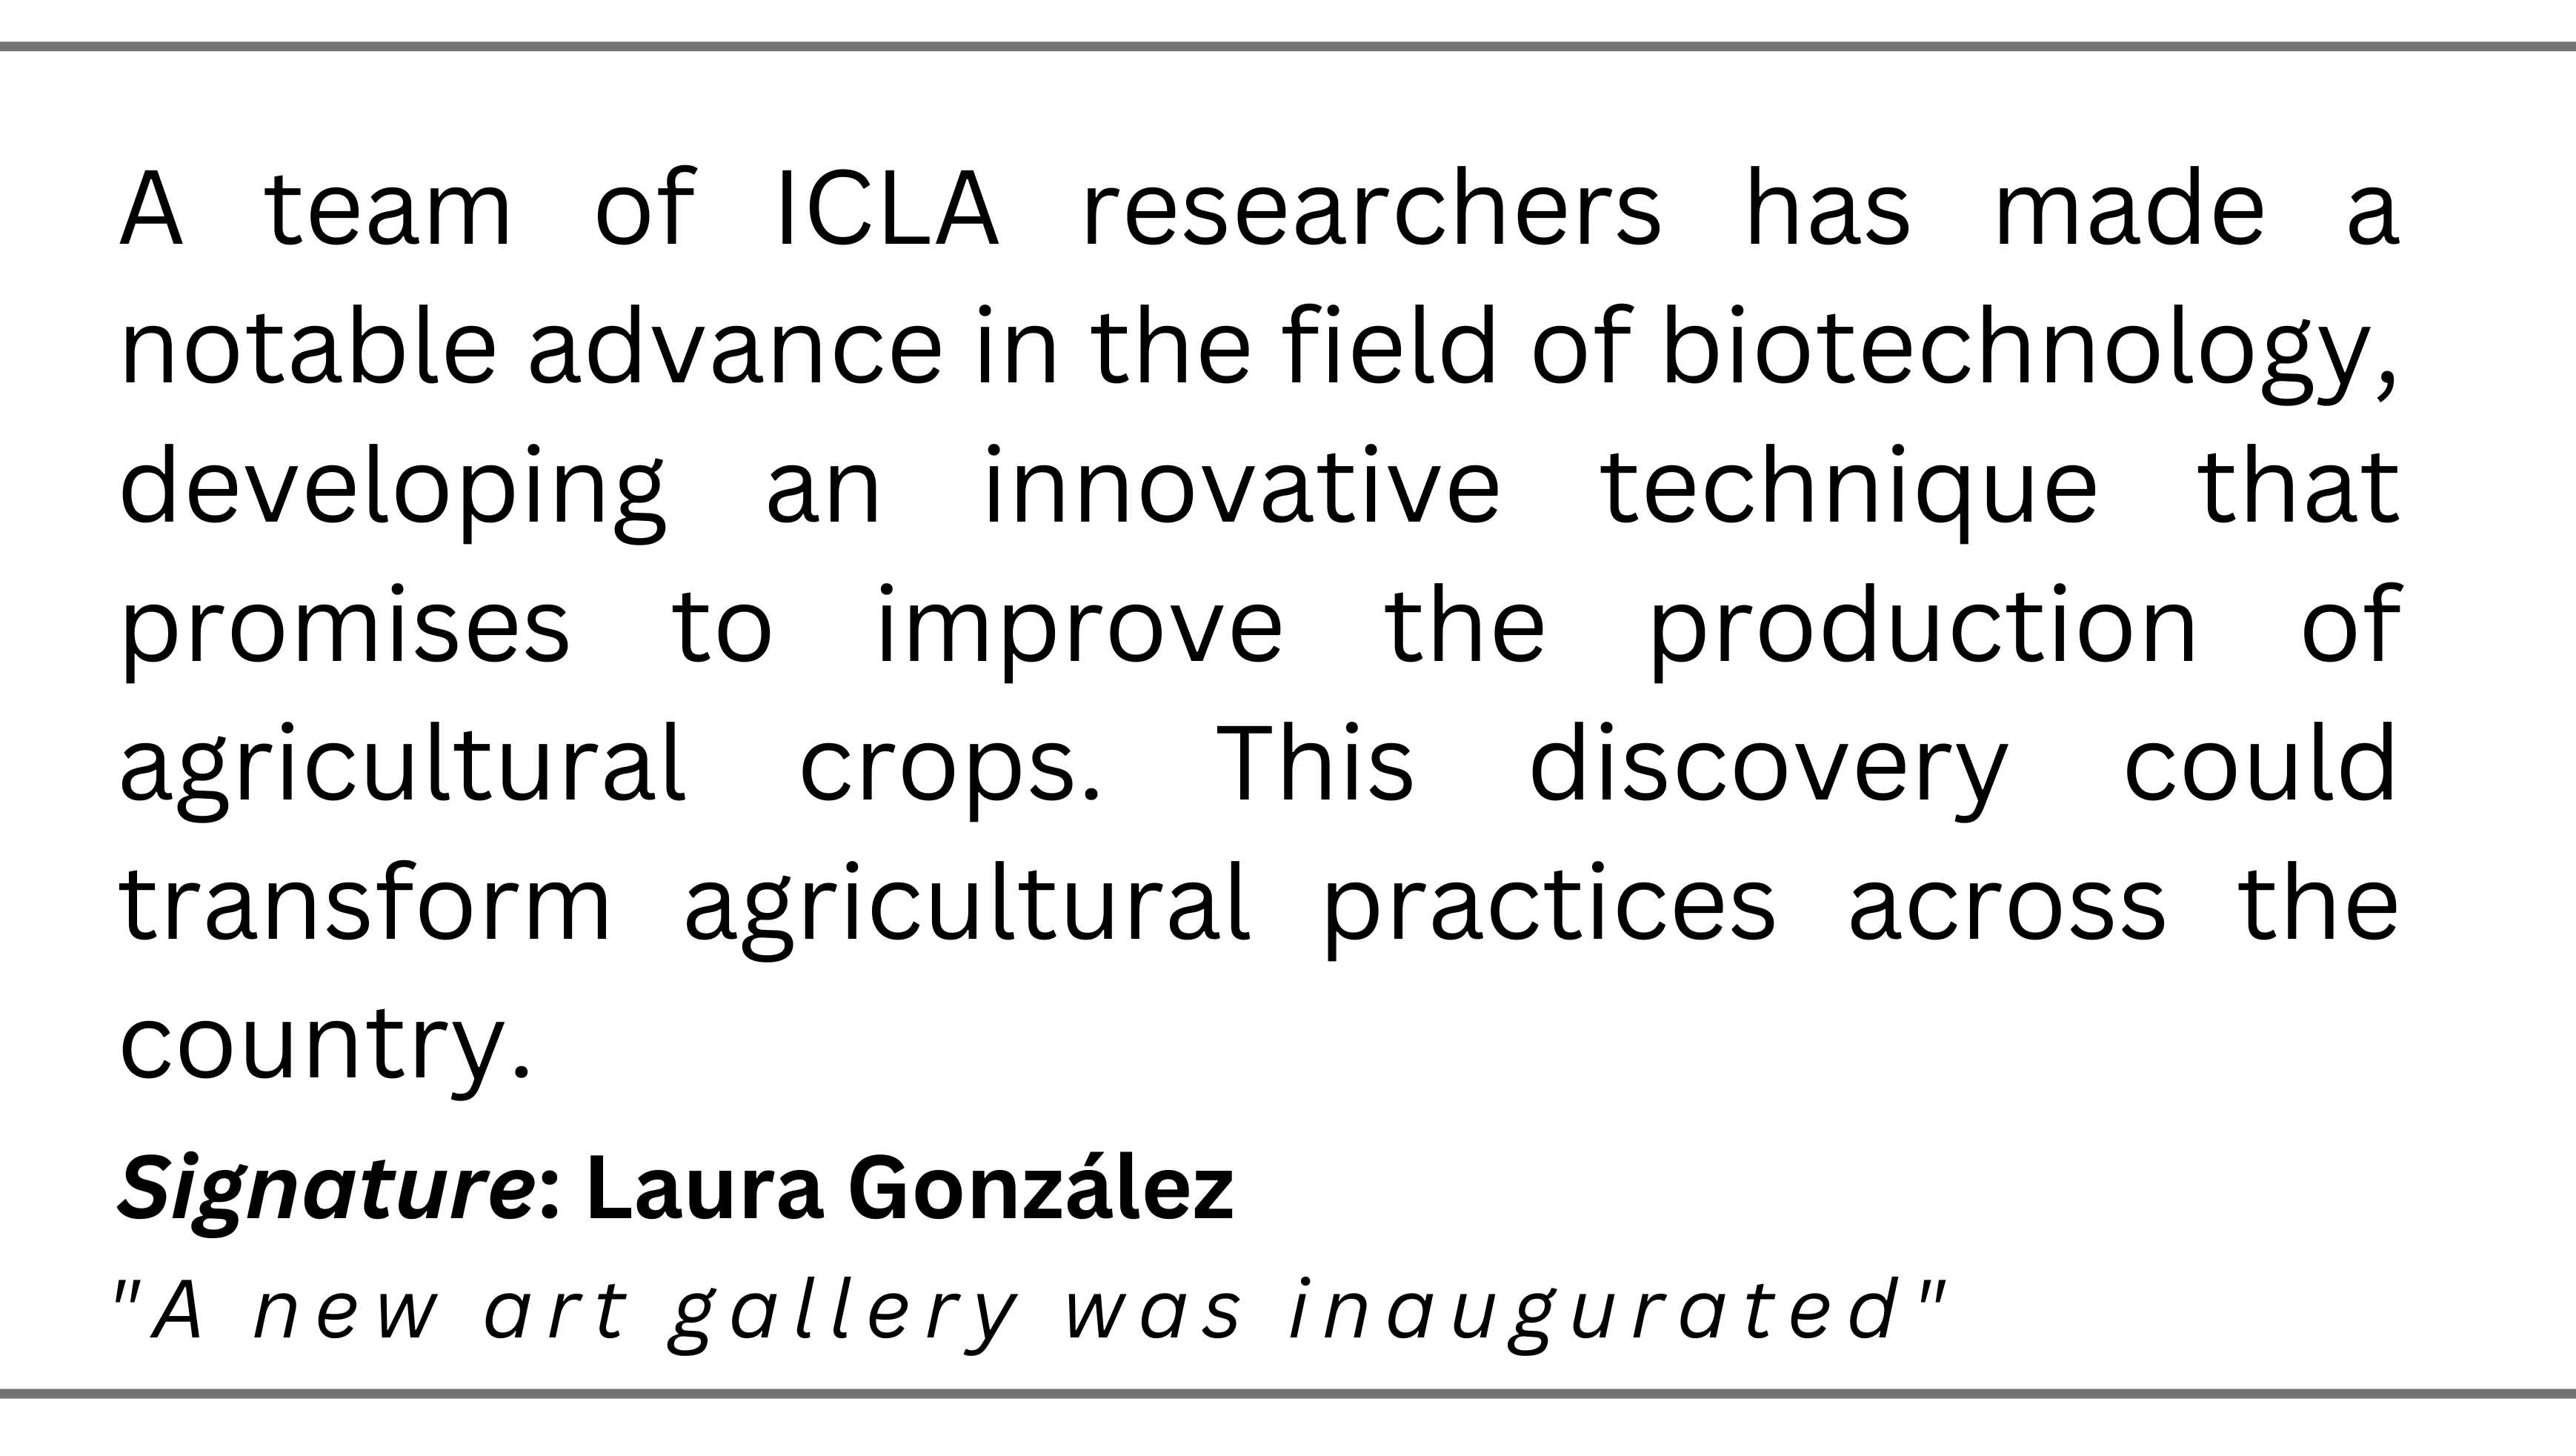 A team of ICLA researchers has made a
notable advance in the field of biotechnology,
developing an innovative technique that
promises to improve the production of
agricultural crops. This discovery could
transform agricultural practices across the
country.
Signature: Laura González
"A new art gallery was inaugurated"